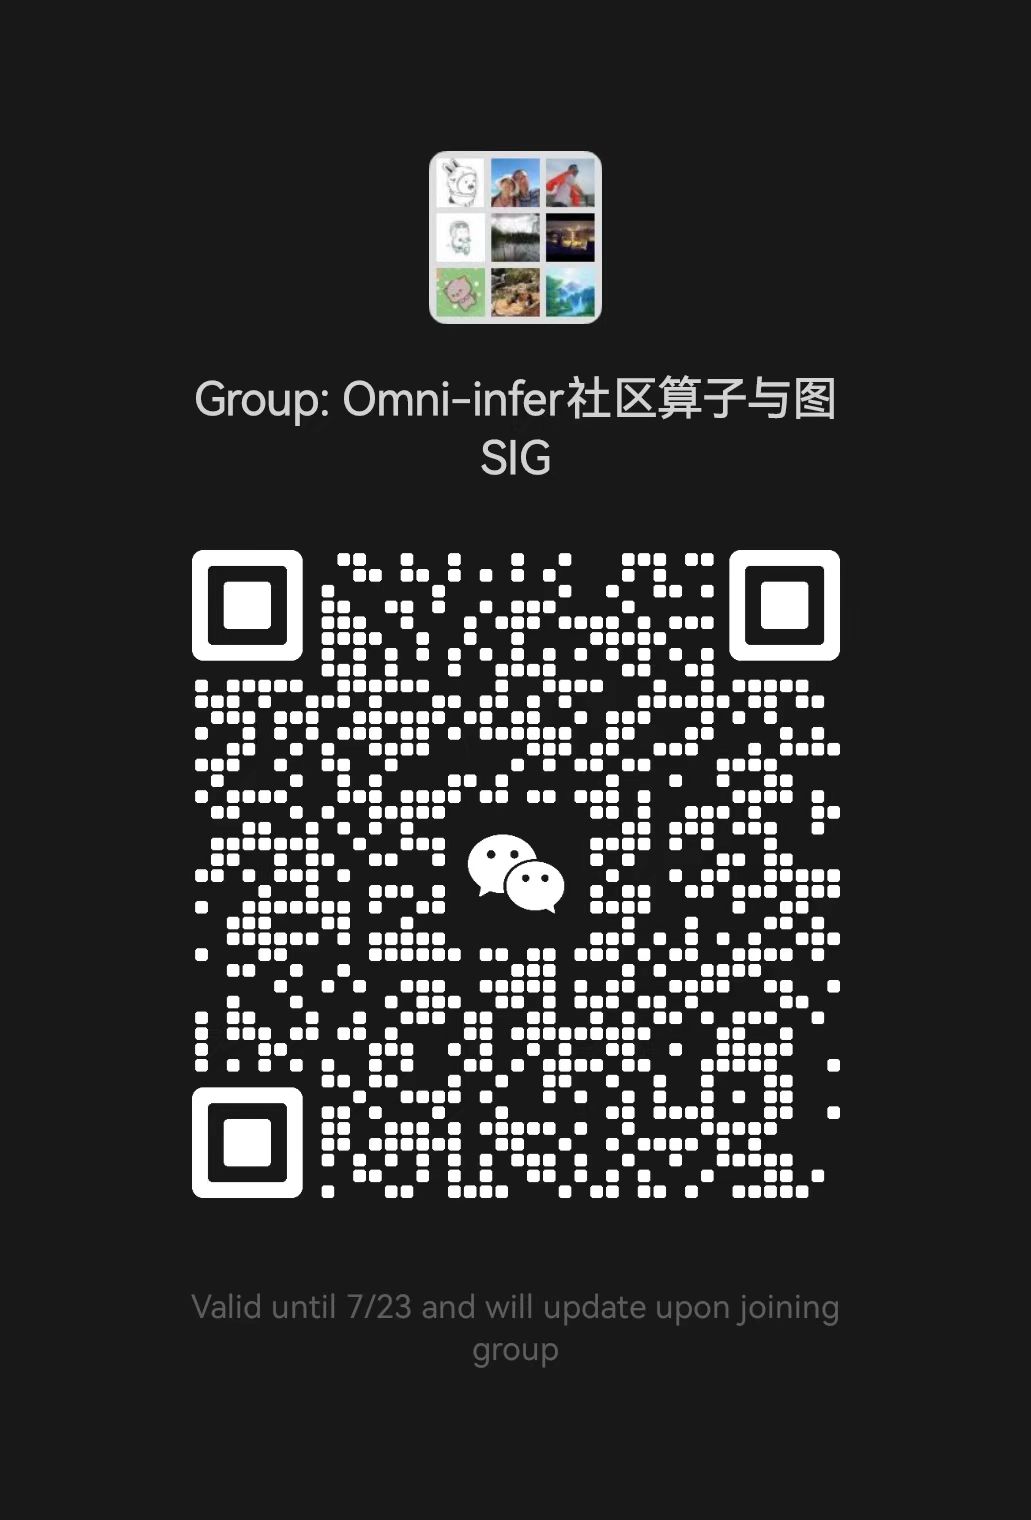 Group: Omni-infer社区算子与图
SIG
Valid until 7/23 and will update upon joining
group